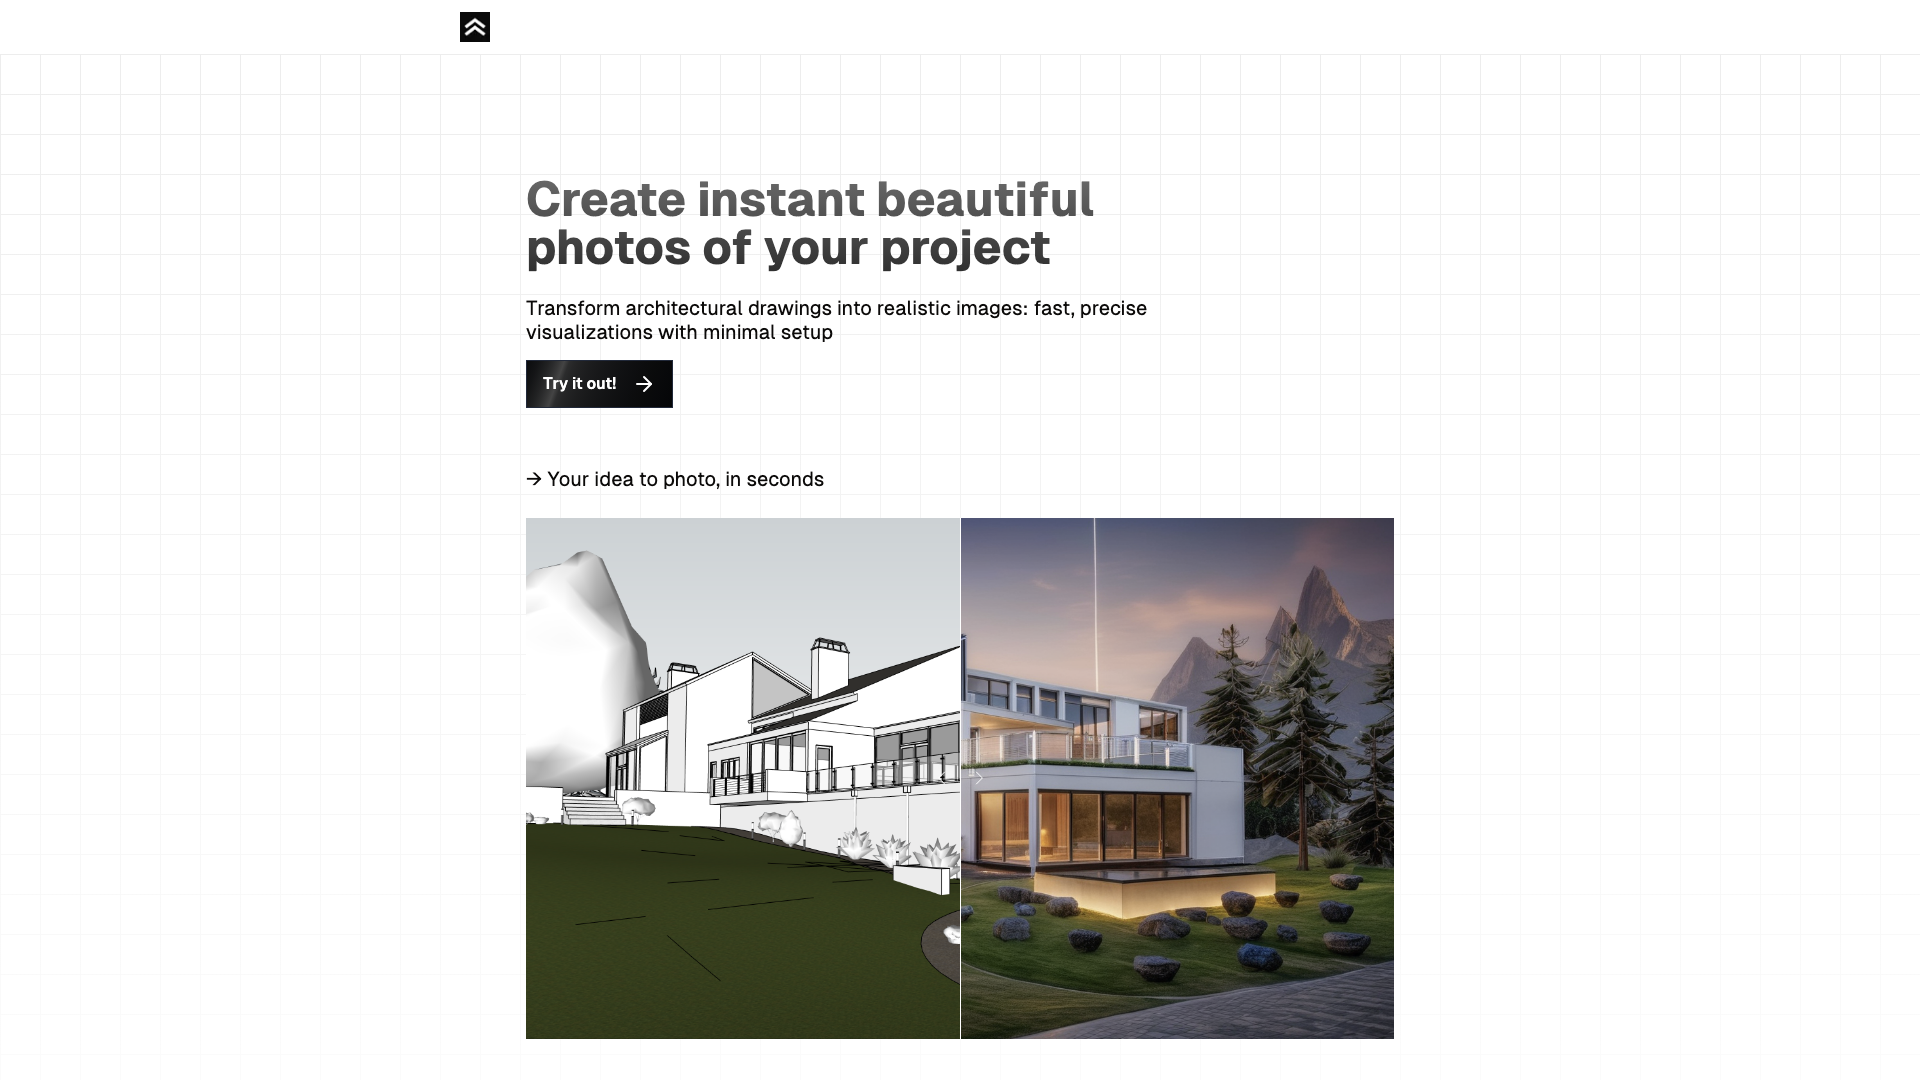 Create instant beautiful
photos of your project
Transform architectural drawings into realistic images: fast, precise
visualizations with minimal setup
Try it out! →
→ Your idea to photo, in seconds